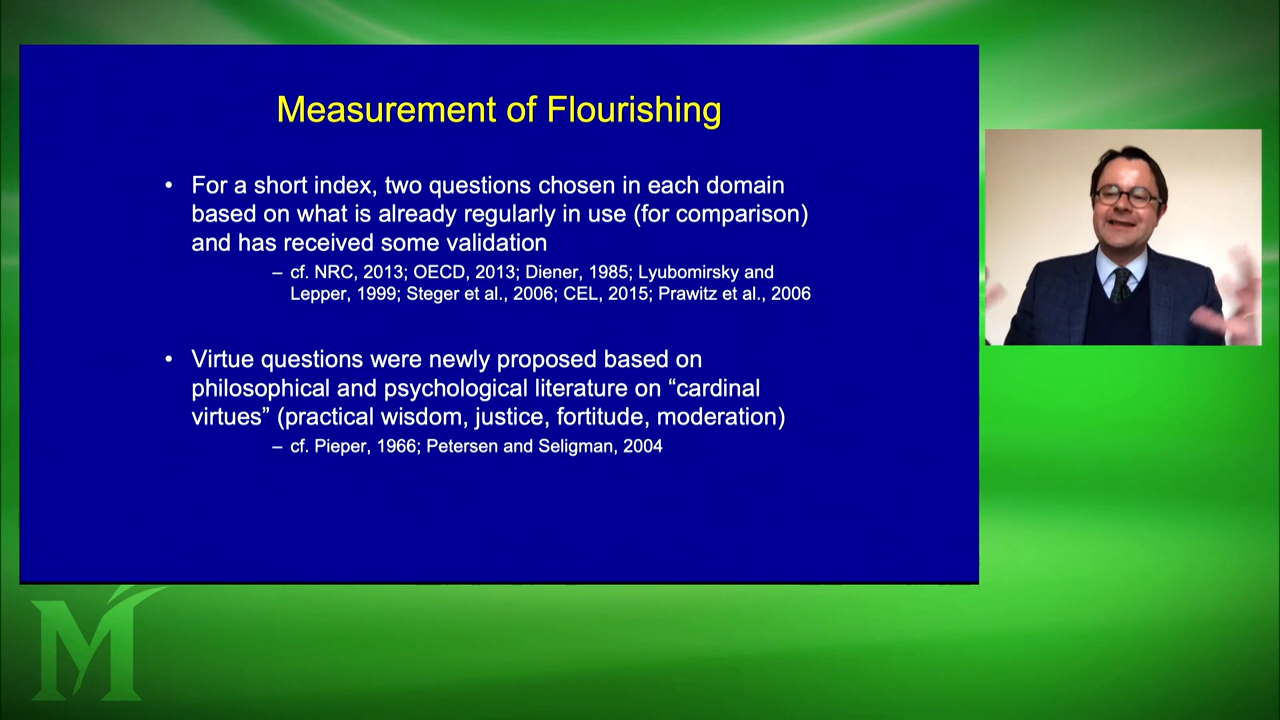 Measurement of Flourishing
• For a short index, two questions chosen in each domain
based on what is already regularly in use (for comparison)
and has received some validation
– cf. NRC, 2013; OECD, 2013; Diener, 1985; Lyubomirsky and
Lepper, 1999; Steger et al., 2006; CEL, 2015; Prawitz et al., 2006
• Virtue questions were newly proposed based on
philosophical and psychological literature on “cardinal
virtues” (practical wisdom, justice, fortitude, moderation)
– cf. Pieper, 1966; Petersen and Seligman, 2004
M